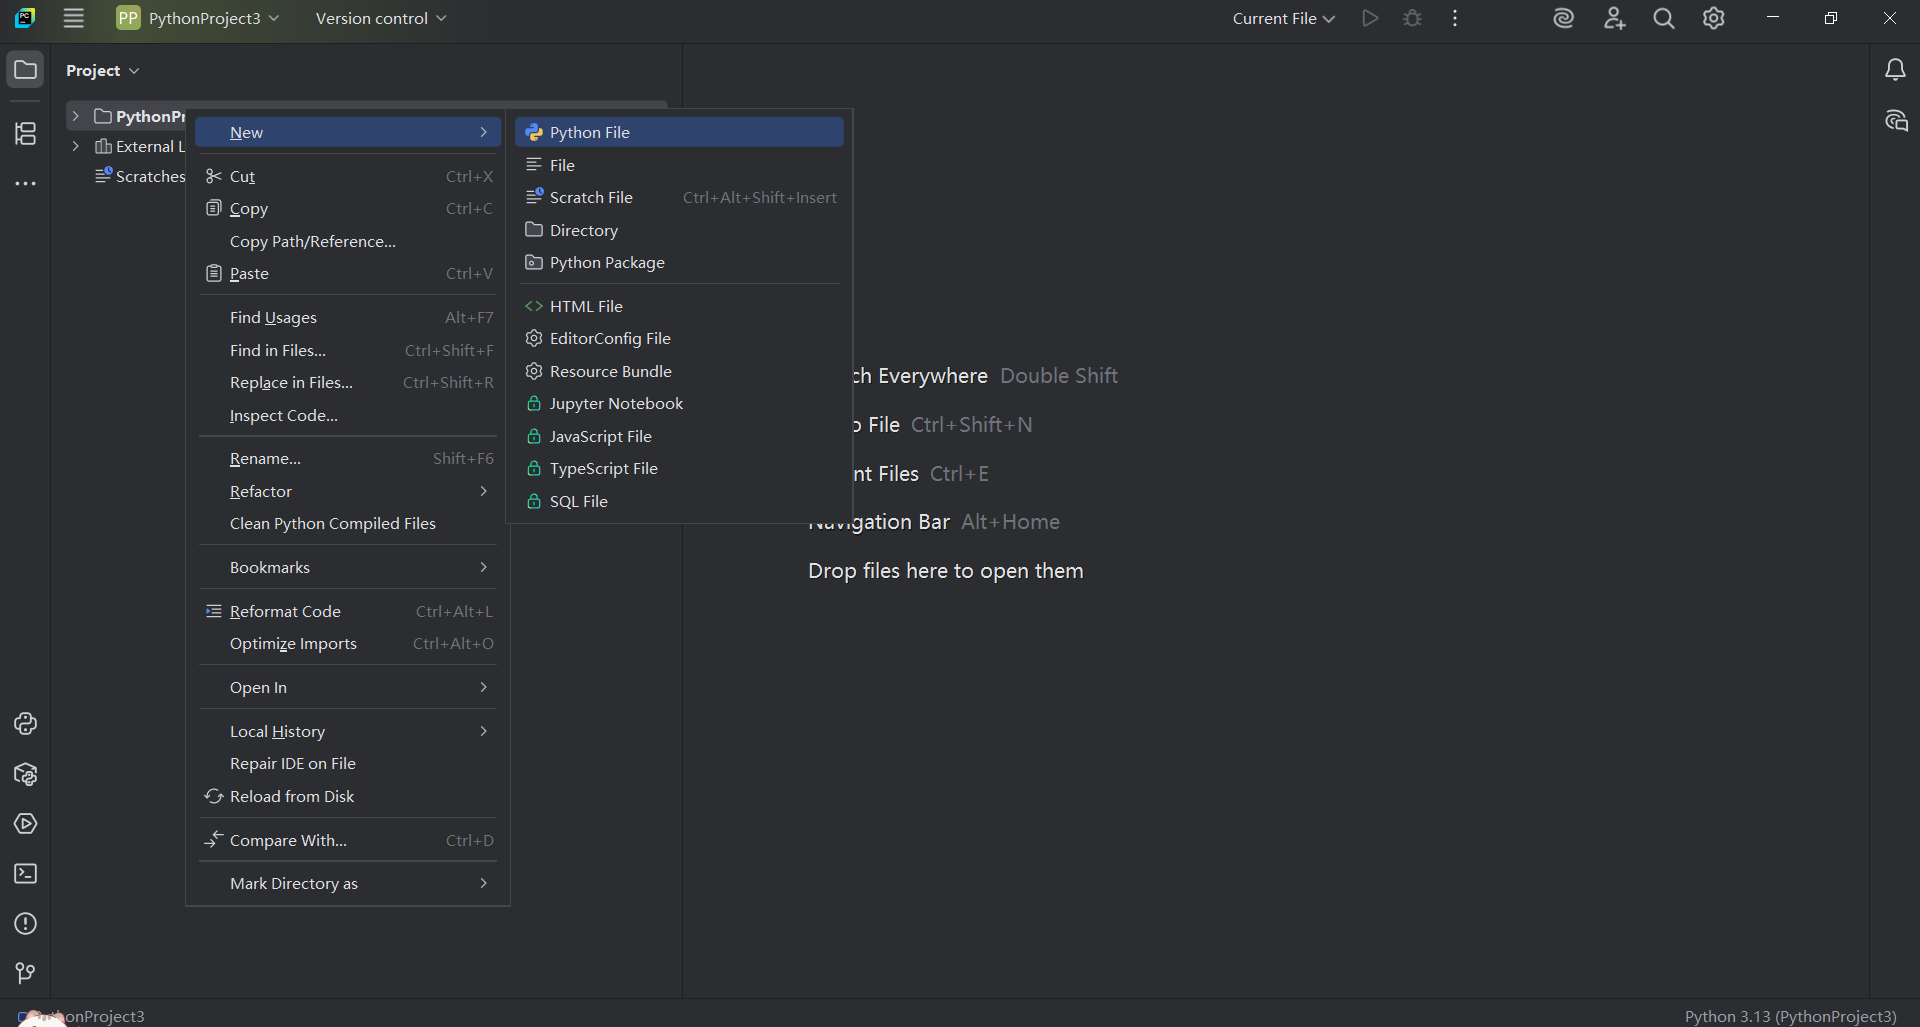 PC
PP PythonProject3 Version control Current File
Project
PythonPr
External L
Scratches
New
Cut Ctrl+X
Copy Ctrl+C
Copy Path/Reference...
Paste Ctrl+V
Find Usages Alt+F7
Find in Files... Ctrl+Shift+F
Replace in Files... Ctrl+Shift+R
Inspect Code...
Rename... Shift+F6
Refactor
Clean Python Compiled Files
Bookmarks
Reformat Code Ctrl+Alt+L
Optimize Imports Ctrl+Alt+O
Open In
Local History
Repair IDE on File
Reload from Disk
Compare With... Ctrl+D
Mark Directory as
Python File
File
Scratch File Ctrl+Alt+Shift+Insert
Directory
Python Package
HTML File
EditorConfig File
Resource Bundle
Jupyter Notebook
JavaScript File
TypeScript File
SQL File
ch Everywhere Double Shift
o File Ctrl+Shift+N
nt Files Ctrl+E
Navigation Bar Alt+Home
Drop files here to open them
onProject3
Python 3.13 (PythonProject3)